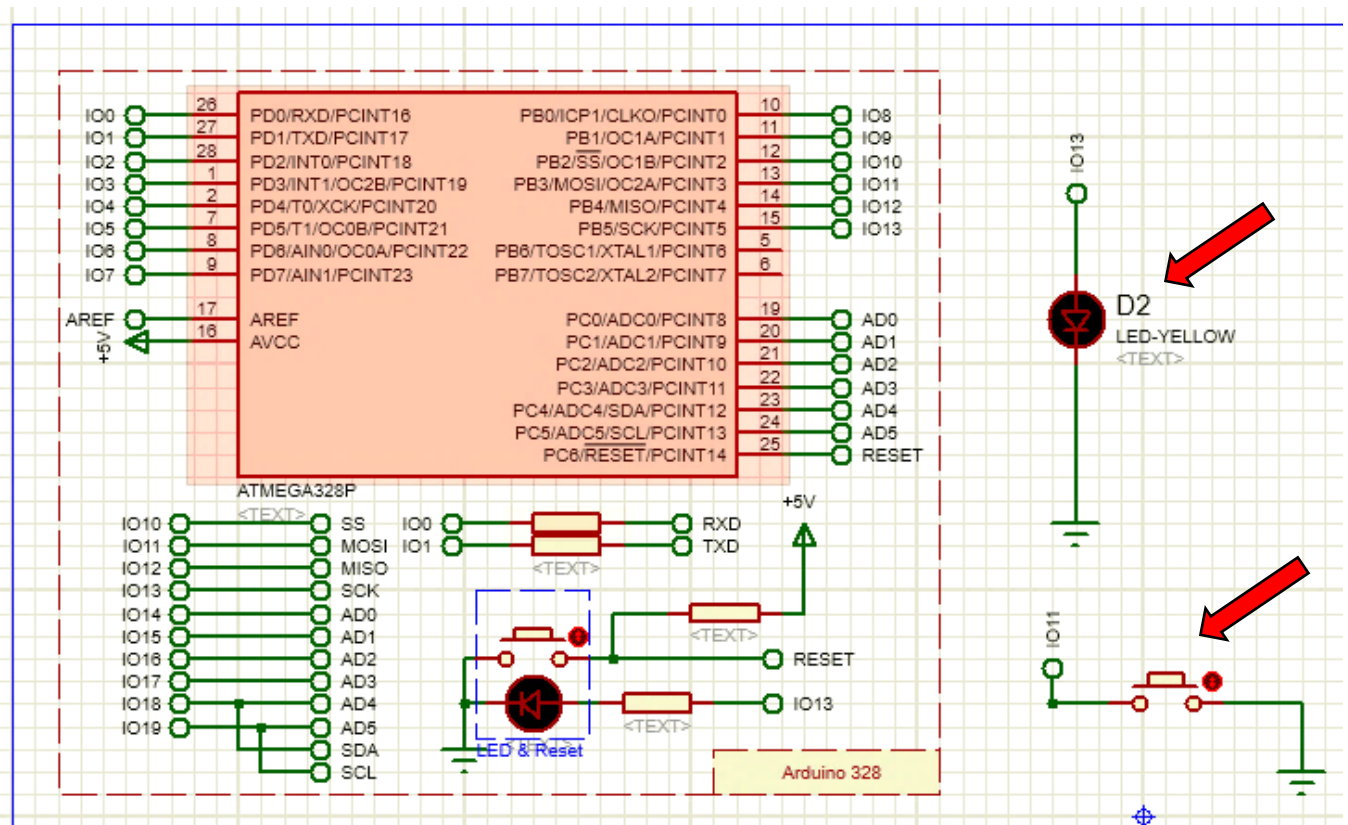 IO0 26 PD0/RXD/PCINT16 PB0/ICP1/CLKO/PCINT0 10 IO8
IO1 27 PD1/TXD/PCINT17 PB1/OC1A/PCINT1 11 IO9
IO2 28 PD2/INT0/PCINT18 PB2/SS/OC1B/PCINT2 12 IO10
IO3 1 PD3/INT1/OC2B/PCINT19 PB3/MOSI/OC2A/PCINT3 13 IO11
IO4 2 PD4/T0/XCK/PCINT20 PB4/MISO/PCINT4 14 IO12
IO5 7 PD5/T1/OC0B/PCINT21 PB5/SCK/PCINT5 15 IO13
IO6 8 PD6/AIN0/OC0A/PCINT22 PB6/TOSC1/XTAL1/PCINT6 5
IO7 9 PD7/AIN1/PCINT23 PB7/TOSC2/XTAL2/PCINT7 6
AREF 17 AREF PC0/ADC0/PCINT8 19 AD0
+5V 16 AVCC PC1/ADC1/PCINT9 20 AD1
PC2/ADC2/PCINT10 21 AD2
PC3/ADC3/PCINT11 22 AD3
PC4/ADC4/SDA/PCINT12 23 AD4
PC5/ADC5/SCL/PCINT13 24 AD5
PC6/RESET/PCINT14 25 RESET
ATMEGA328P
<TEXT>
IO10 SS
IO11 MOSI
IO12 MISO
IO13 SCK
IO14 AD0
IO15 AD1
IO16 AD2
IO17 AD3
IO18 AD4
IO19 AD5
SDA
SCL
IO0 RXD
IO1 TXD
<TEXT>
+5V
<TEXT>
RESET
IO13
<TEXT>
LED & Reset
Arduino 328
IO13
D2
LED-YELLOW
<TEXT>
IO11